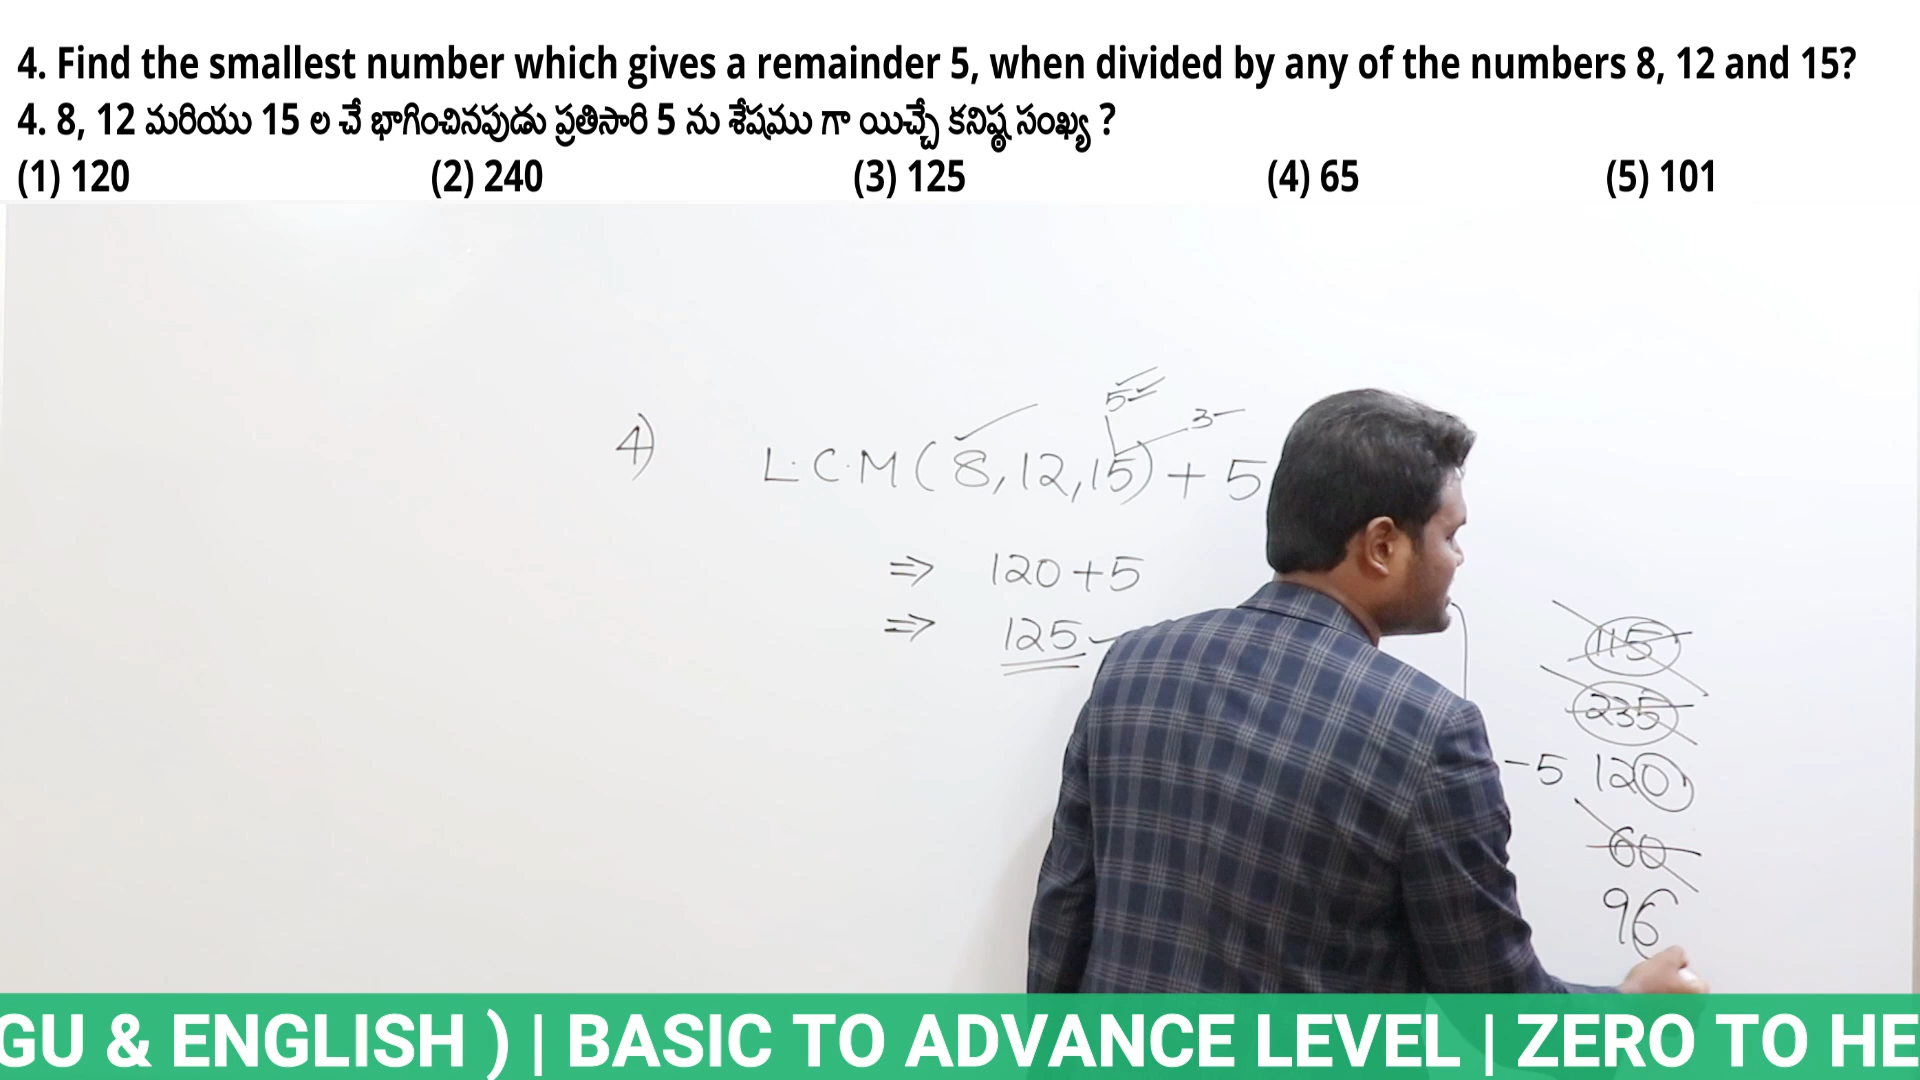 4. Find the smallest number which gives a remainder 5, when divided by any of the numbers 8, 12 and 15?
4. 8, 12 మరియు 15 ల చే భాగించినపుడు ప్రతిసారి 5 ను శేషము గా యిచ్చే కనిష్ఠ సంఖ్య ?
(1) 120 (2) 240 (3) 125 (4) 65 (5) 101
5 3
4) L.C.M (8,12,15) + 5
⇒ 120+5
⇒ 125
115
235
-5 120
60
96
GU & ENGLISH ) | BASIC TO ADVANCE LEVEL | ZERO TO HE